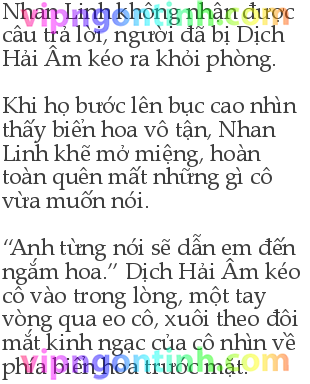 Nhan Linh không nhận được
câu trả lời, người đã bị Dịch
Hải Âm kéo ra khỏi phòng.
Khi họ bước lên bục cao nhìn
thấy biển hoa vô tận, Nhan
Linh khẽ mở miệng, hoàn
toàn quên mất những gì cô
vừa muốn nói.
“Anh từng nói sẽ dẫn em đến
ngắm hoa.” Dịch Hải Âm kéo
cô vào trong lòng, một tay
vòng qua eo cô, xuôi theo đôi
mắt kinh ngạc của cô nhìn về
phía biển hoa trước mắt.
vipngontinh.com
vipngontinh.com